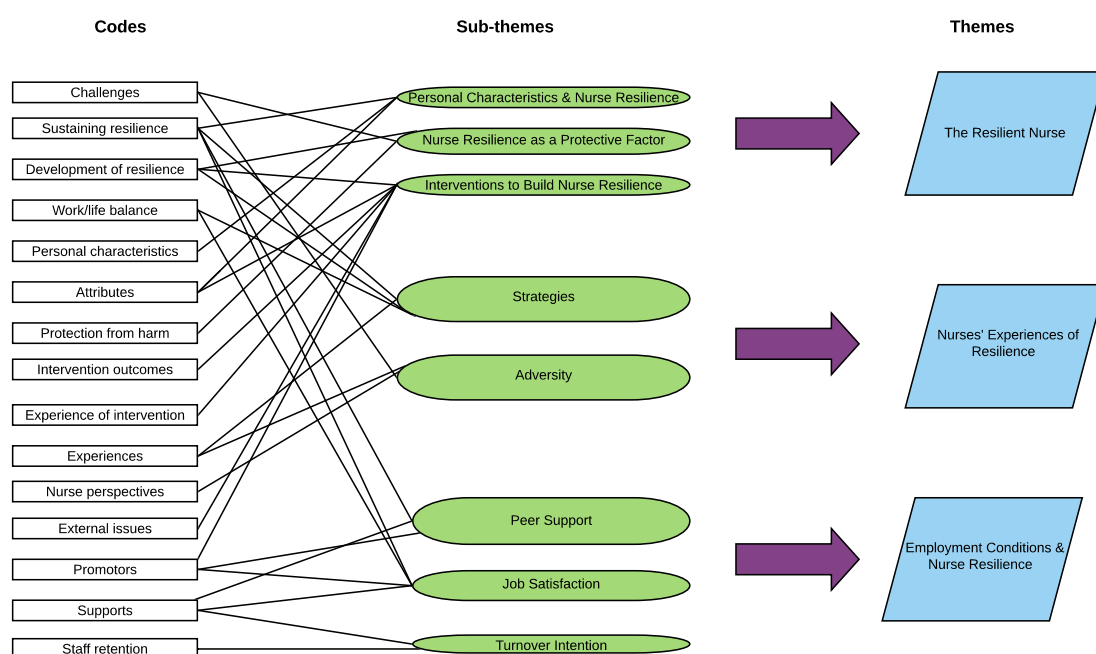 Codes
Sub-themes
Themes
Challenges
Sustaining resilience
Development of resilience
Work/life balance
Personal characteristics
Attributes
Protection from harm
Intervention outcomes
Experience of intervention
Experiences
Nurse perspectives
External issues
Promotors
Supports
Staff retention
Personal Characteristics & Nurse Resilience
Nurse Resilience as a Protective Factor
Interventions to Build Nurse Resilience
Strategies
Adversity
Peer Support
Job Satisfaction
Turnover Intention
The Resilient Nurse
Nurses' Experiences of
Resilience
Employment Conditions &
Nurse Resilience